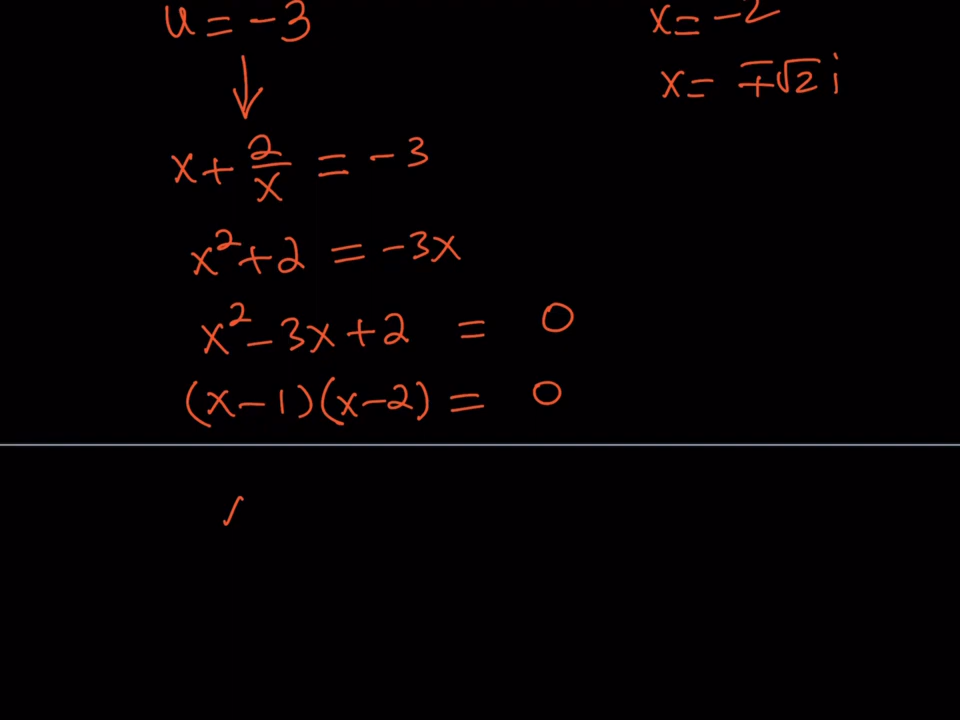 u = -3
x = -2
x = ∓√2 i
↓
x + 2/x = -3
x² + 2 = -3x
x² - 3x + 2 = 0
(x-1)(x-2) = 0